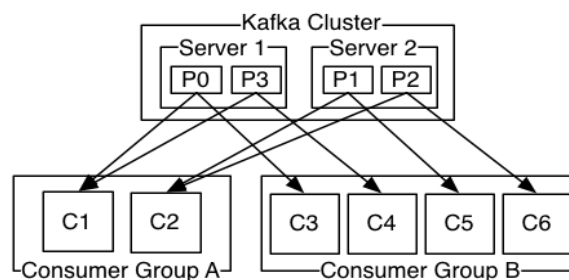 Kafka Cluster
Server 1 Server 2
P0 P3 P1 P2
C1 C2 C3 C4 C5 C6
Consumer Group A Consumer Group B